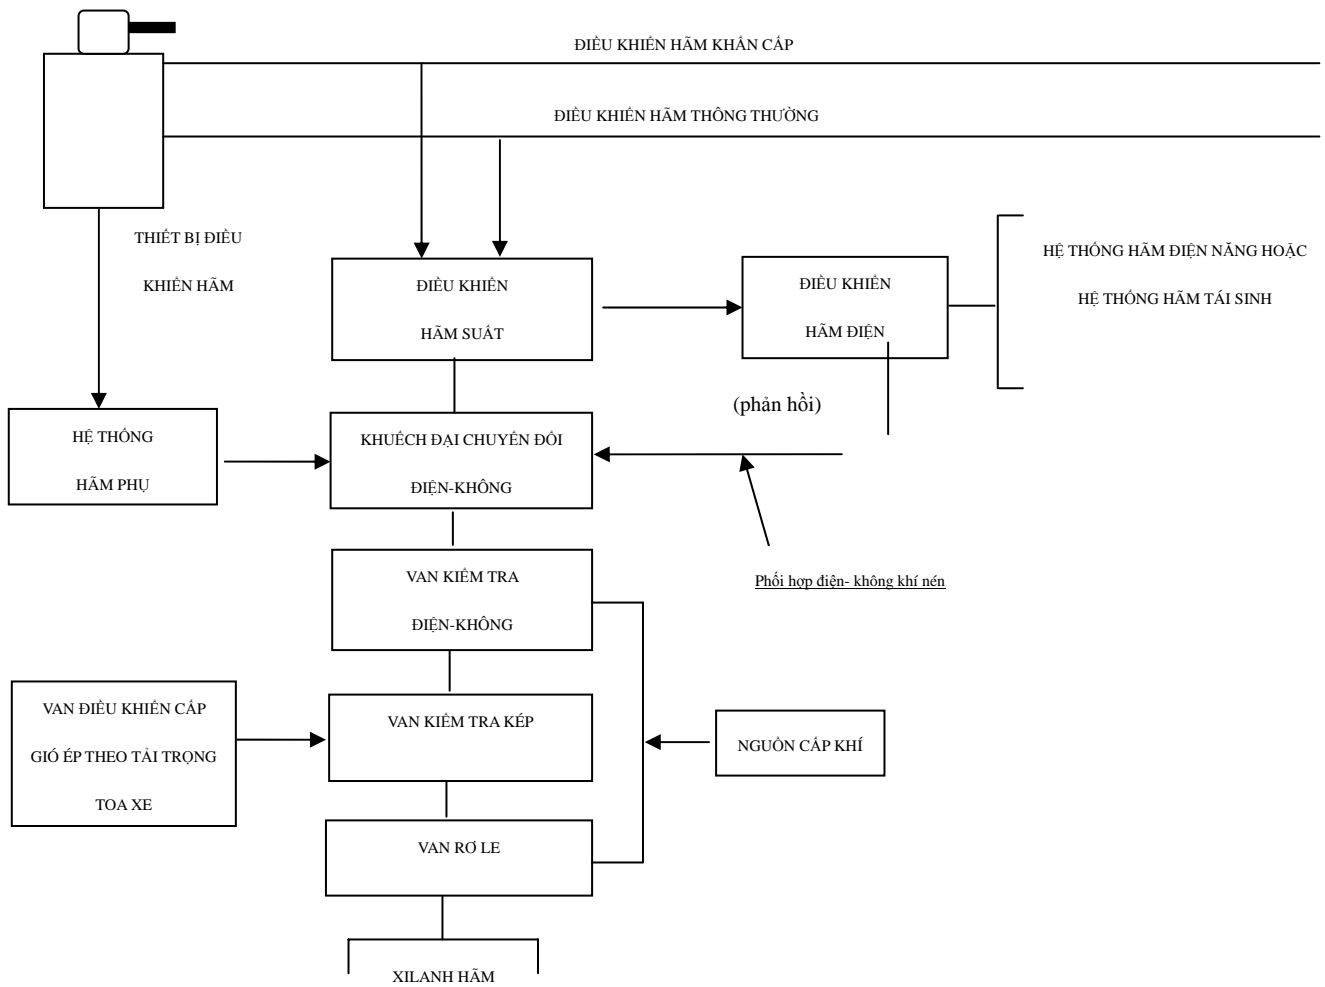 ĐIỀU KHIỂN HÃM KHẨN CẤP
ĐIỀU KHIỂN HÃM THÔNG THƯỜNG
THIẾT BỊ ĐIỀU
KHIỂN HÃM
ĐIỀU KHIỂN
HÃM SUẤT
ĐIỀU KHIỂN
HÃM ĐIỆN
HỆ THỐNG HÃM ĐIỆN NĂNG HOẶC
HỆ THỐNG HÃM TÁI SINH
(phản hồi)
HỆ THỐNG
HÃM PHỤ
KHUẾCH ĐẠI CHUYỂN ĐỔI
ĐIỆN-KHÔNG
VAN KIỂM TRA
ĐIỆN-KHÔNG
Phối hợp điện- không khí nén
VAN ĐIỀU KHIỂN CẤP
GIÓ ÉP THEO TẢI TRỌNG
TOA XE
VAN KIỂM TRA KÉP
NGUỒN CẤP KHÍ
VAN RƠ LE
XILANH HÃM